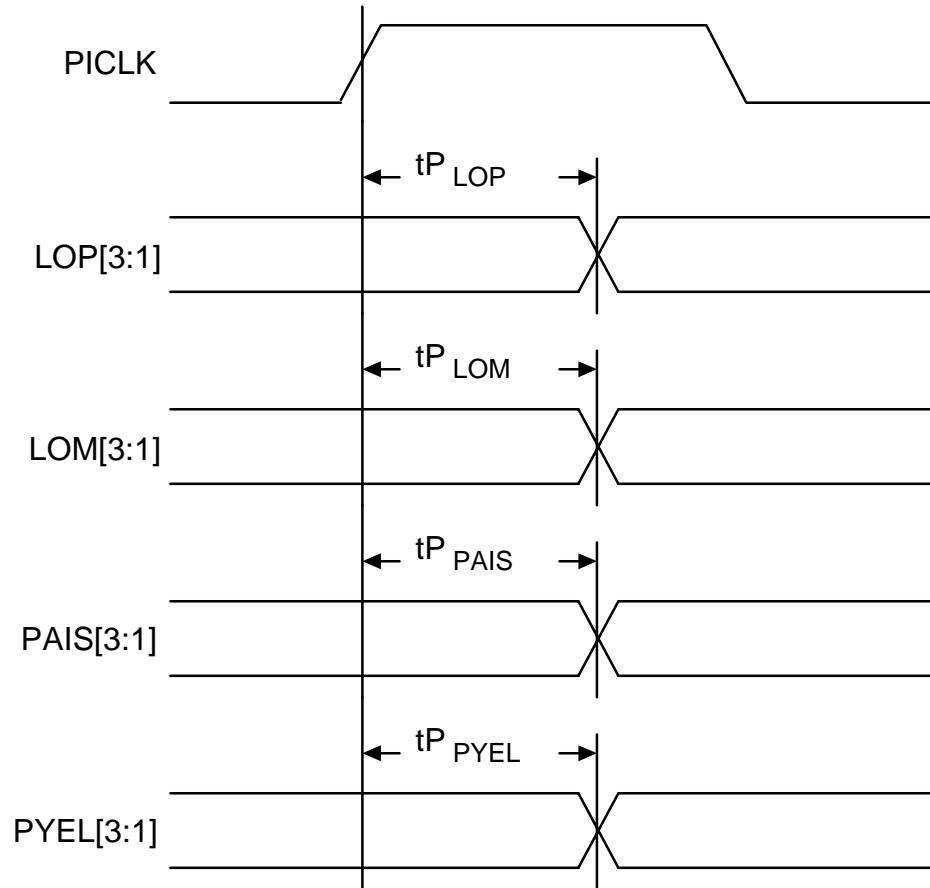 PICLK
tP LOP
LOP[3:1]
tP LOM
LOM[3:1]
tP PAIS
PAIS[3:1]
tP PYEL
PYEL[3:1]